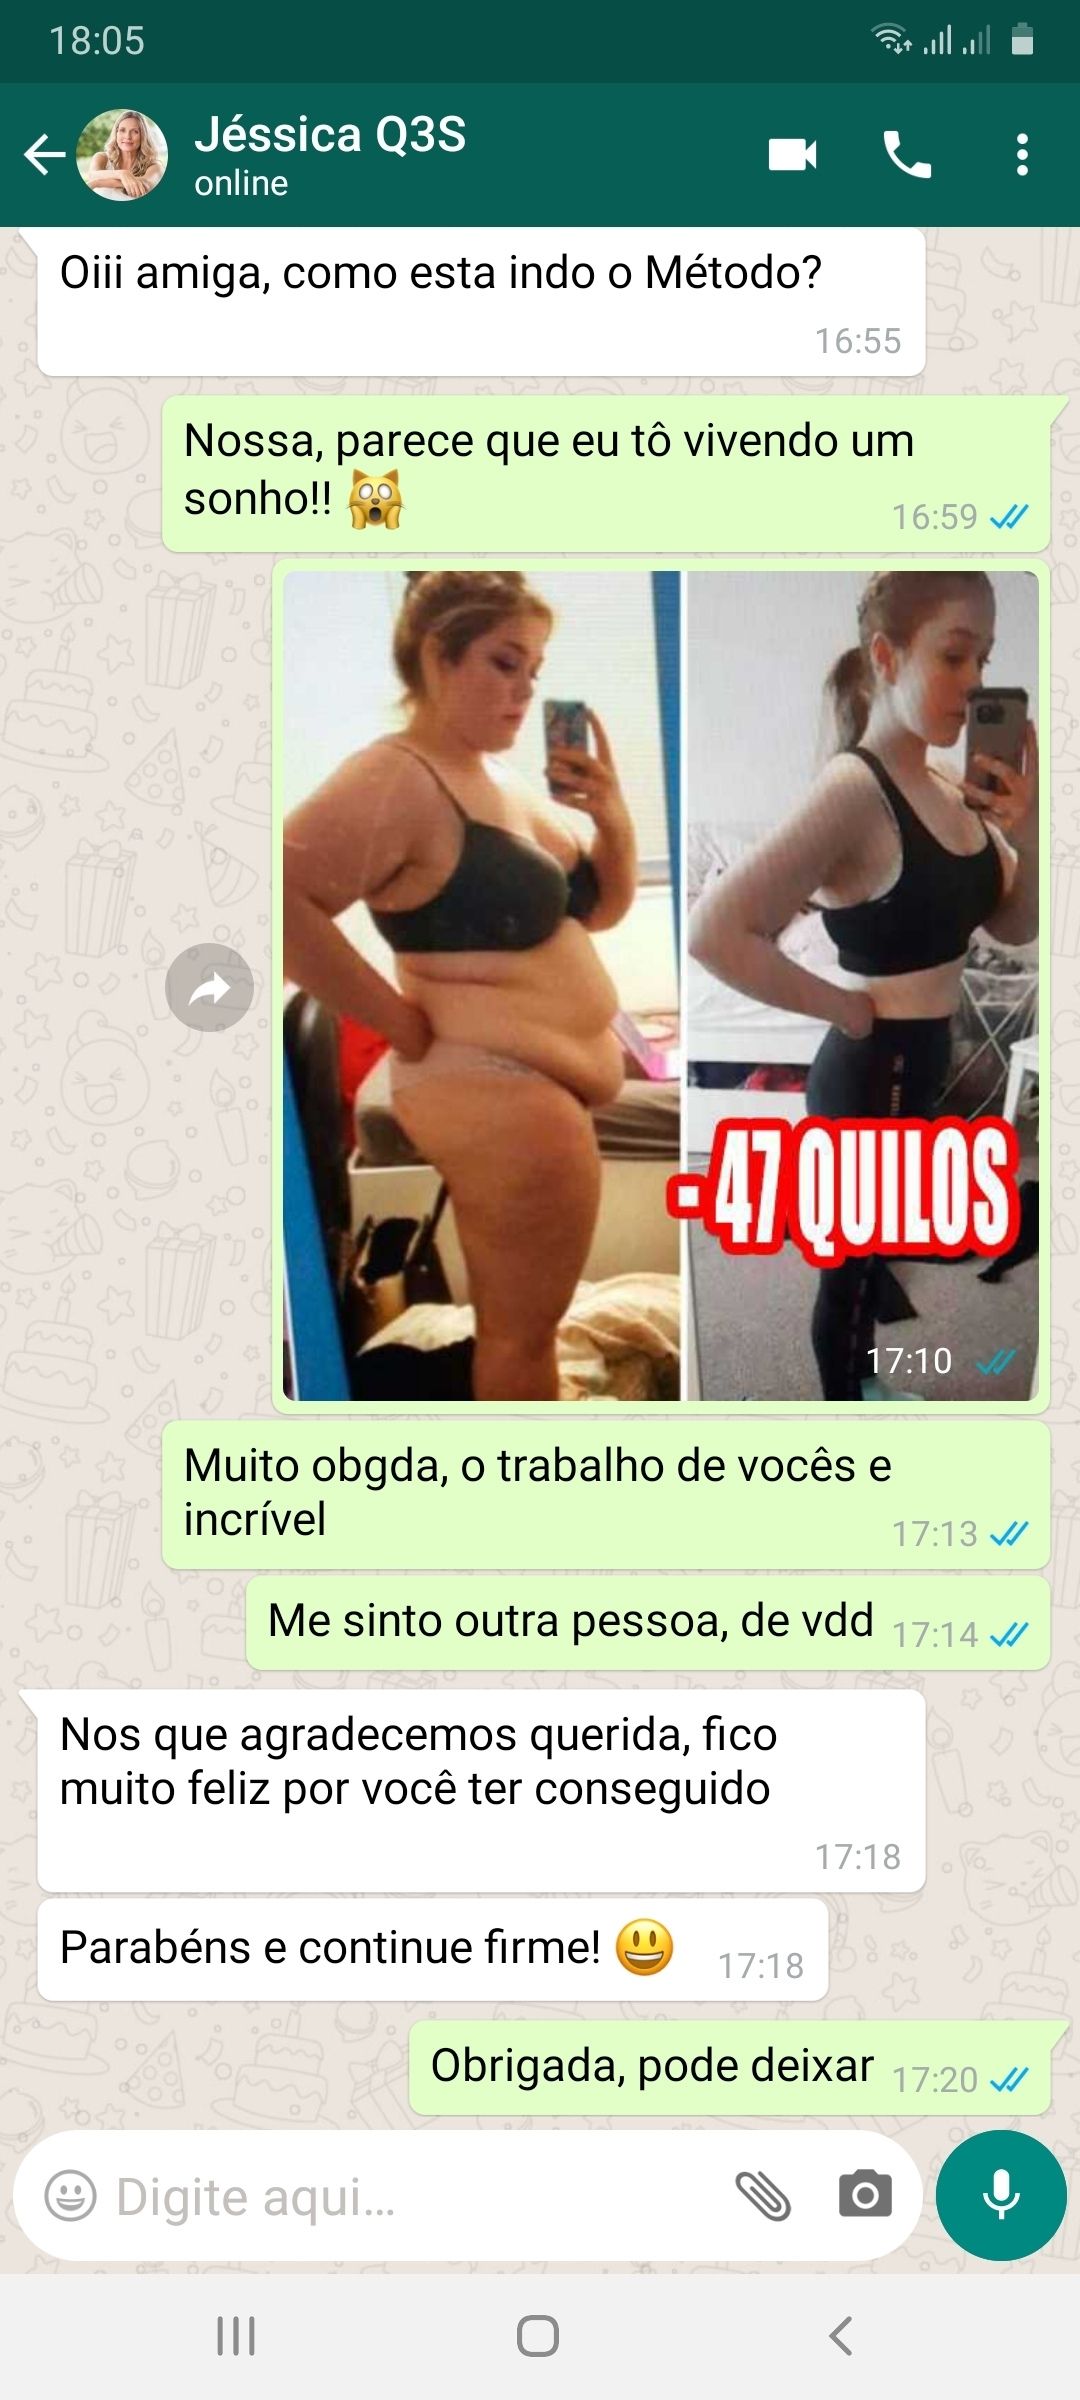 18:05
Jéssica Q3S
online
Oiii amiga, como esta indo o Método?
16:55
Nossa, parece que eu tô vivendo um
sonho!!
16:59
- 47 QUILOS
17:10
Muito obgda, o trabalho de vocês e
incrível
17:13
Me sinto outra pessoa, de vdd 17:14
Nos que agradecemos querida, fico
muito feliz por você ter conseguido
17:18
Parabéns e continue firme! 😃 17:18
Obrigada, pode deixar 17:20
Digite aqui...